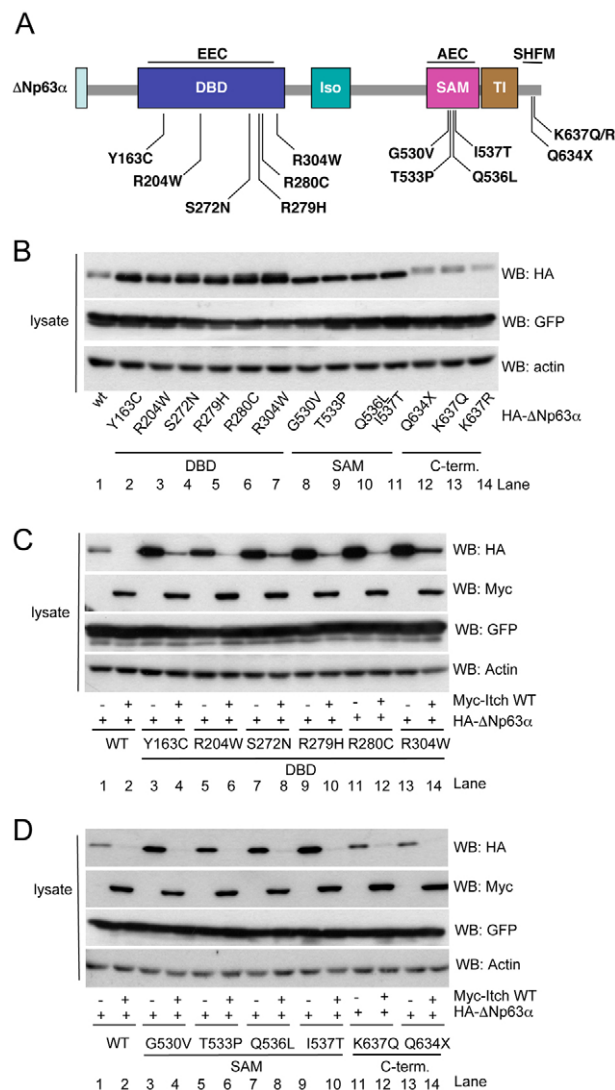 A
EEC
AEC
SHFM
ΔNp63α
DBD
Iso
SAM
TI
Y163C
R204W
S272N
R304W
R280C
R279H
G530V
T533P
I537T
Q536L
K637Q/R
Q634X
B
WB: HA
lysate
WB: GFP
WB: actin
wt Y163C R204W S272N R279H R280C R304W G530V T533P Q536L I537T Q634X K637Q K637R
HA-ΔNp63α
DBD SAM C-term.
1 2 3 4 5 6 7 8 9 10 11 12 13 14 Lane
C
WB: HA
WB: Myc
lysate
WB: GFP
WB: Actin
- + - + - + - + - + - + - + Myc-Itch WT
+ + + + + + + + + + + + + + HA-ΔNp63α
WT Y163C R204W S272N R279H R280C R304W
DBD
1 2 3 4 5 6 7 8 9 10 11 12 13 14 Lane
D
WB: HA
lysate
WB: Myc
WB: GFP
WB: Actin
- + - + - + - + - + - + - + Myc-Itch WT
+ + + + + + + + + + + + + + HA-ΔNp63α
WT G530V T533P Q536L I537T K637Q Q634X
SAM C-term.
1 2 3 4 5 6 7 8 9 10 11 12 13 14 Lane